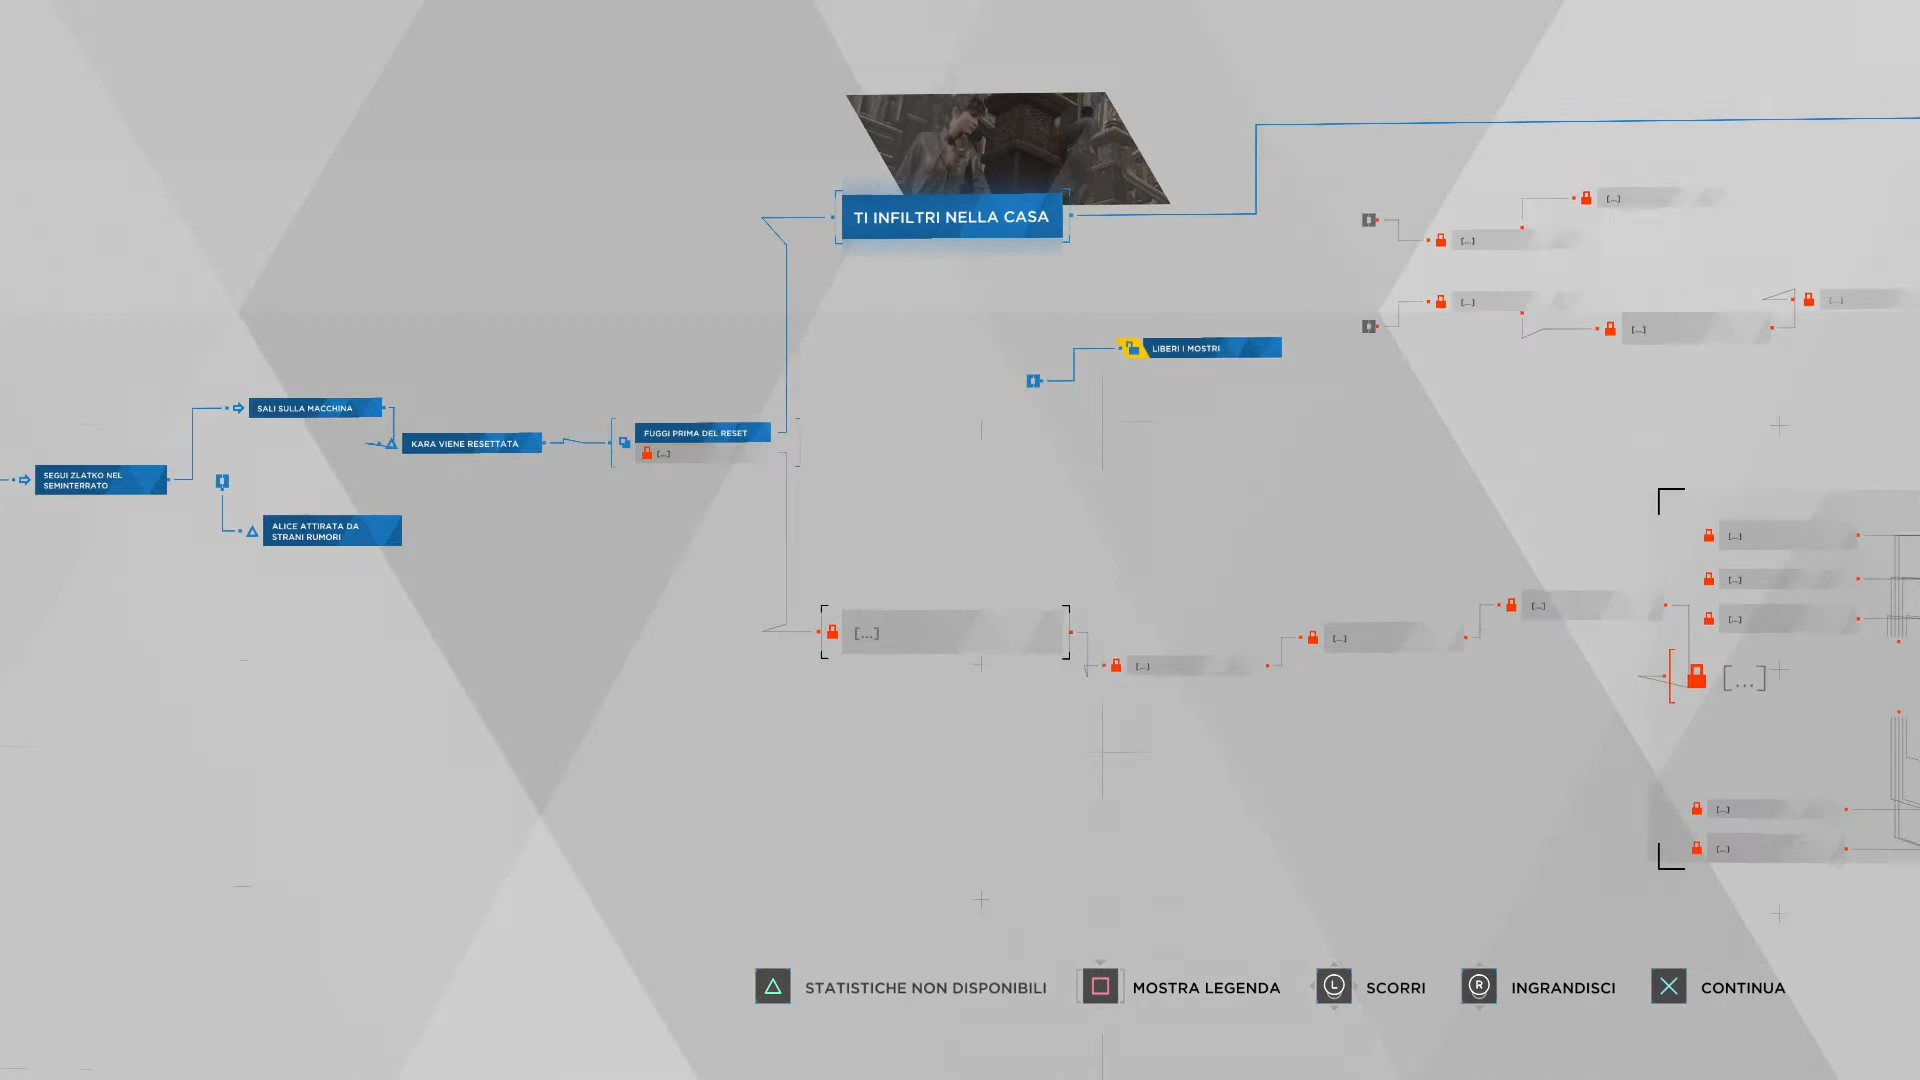 TI INFILTRI NELLA CASA
[...]
[...]
[...]
[...]
[...]
LIBERI I MOSTRI
SALI SULLA MACCHINA
KARA VIENE RESETTATA
FUGGI PRIMA DEL RESET
[...]
SEGUI ZLATKO NEL
SEMINTERRATO
ALICE ATTIRATA DA
STRANI RUMORI
[...]
[...]
[...]
[...]
[...]
[...]
[...]
[...]
[...]
[...]
STATISTICHE NON DISPONIBILI
MOSTRA LEGENDA
L
SCORRI
R
INGRANDISCI
CONTINUA